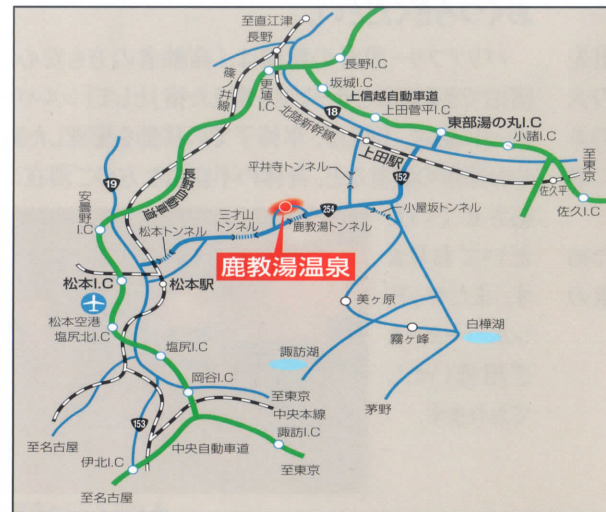 至直江津
長野
篠ノ井線
更埴
I.C
長野I.C
坂城I.C
上信越自動車道
18
上田菅平I.C
北陸新幹線
東部湯の丸I.C
小諸I.C
上田駅
至東京
佐久平
佐久I.C
平井寺トンネル
152
19
安曇野
I.C
長野自動車道
三才山
トンネル
254
小屋坂トンネル
松本トンネル
鹿教湯トンネル
鹿教湯温泉
松本I.C
松本駅
美ヶ原
松本空港
塩尻北I.C
白樺湖
霧ヶ峰
塩尻I.C
諏訪湖
岡谷I.C
至東京
茅野
中央本線
153
至名古屋
中央自動車道
諏訪I.C
伊北I.C
至東京
至名古屋